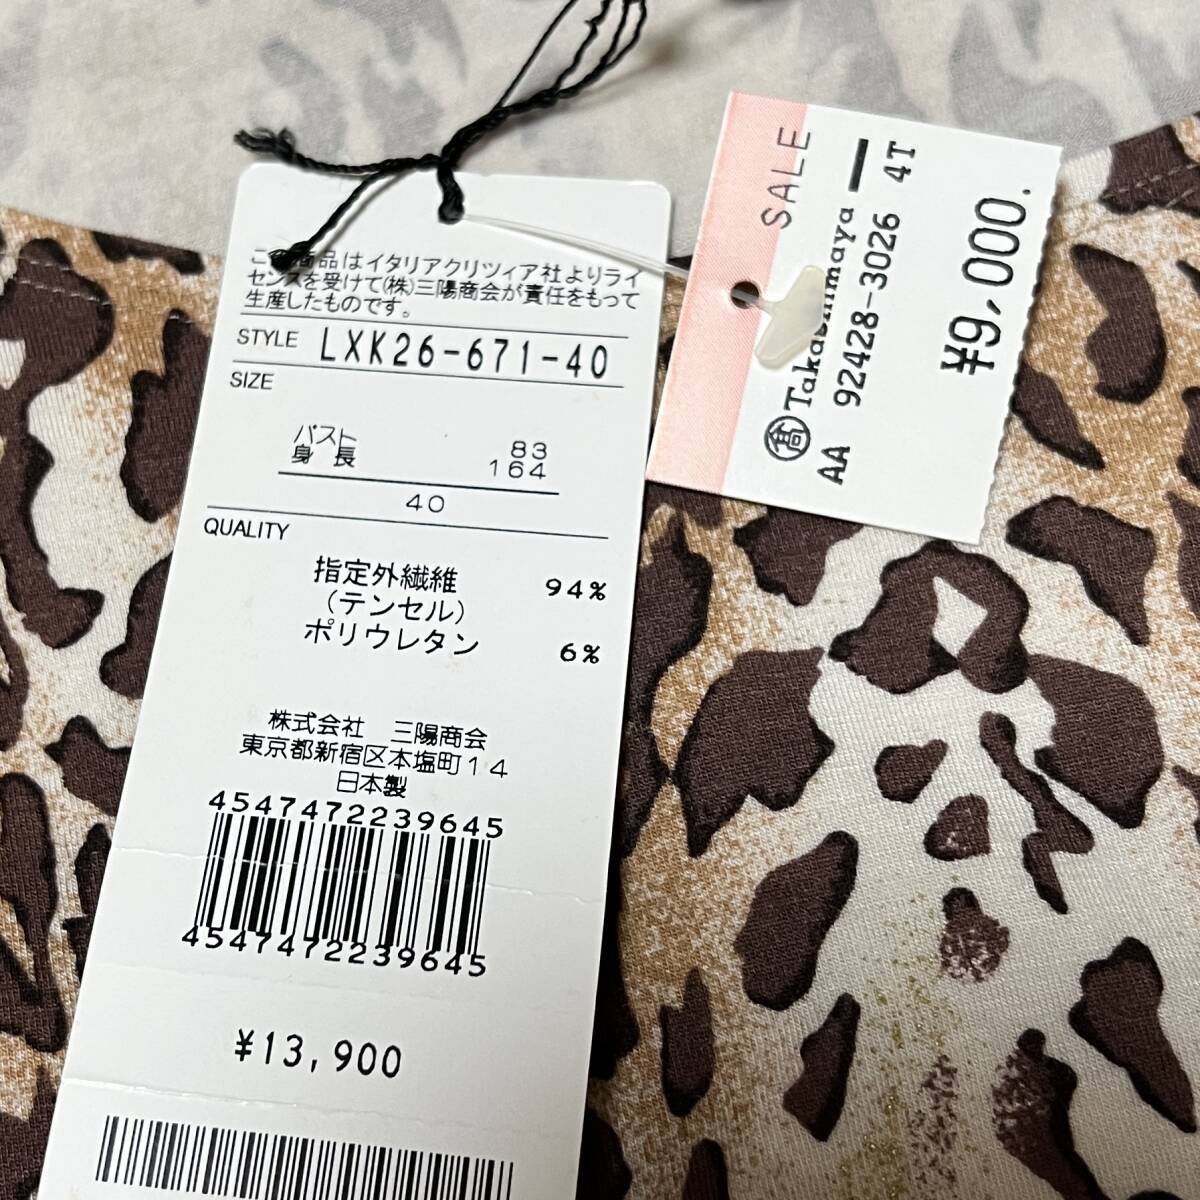 この商品はイタリアクリツィア社よりライ
センスを受けて(株)三陽商会が責任をもって
生産したものです。
STYLE LXK26-671-40
SIZE
バスト 83
身長 164
40
QUALITY
指定外繊維 94%
(テンセル)
ポリウレタン 6%
株式会社 三陽商会
東京都新宿区本塩町14
日本製
4547472239645
4547472239645
¥13,900
SALE
髙 Takashimaya
AA 92428-3026 4T
¥9,000.